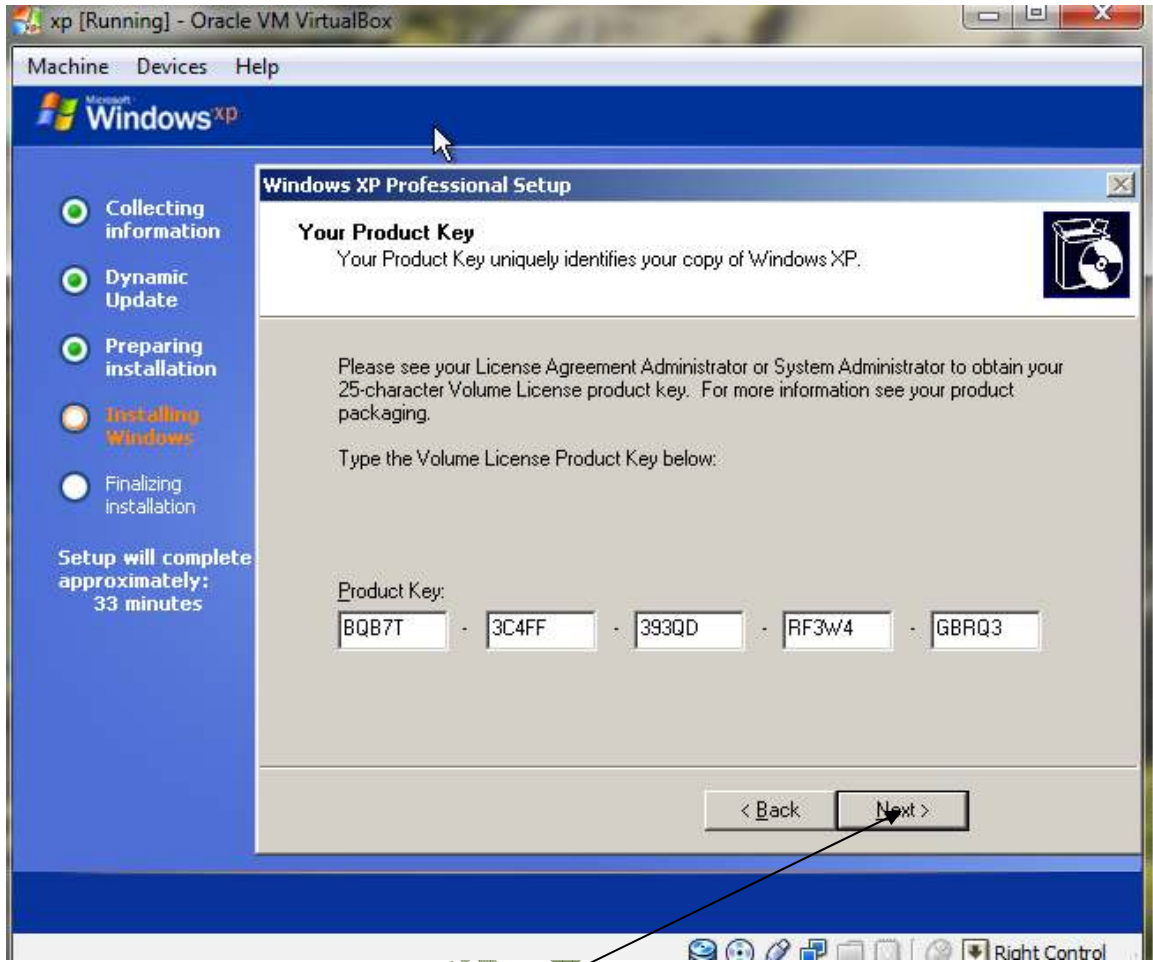 xp [Running] - Oracle VM VirtualBox
Machine Devices Help
Microsoft
Windows xp
Collecting
information
Dynamic
Update
Preparing
installation
Installing
Windows
Finalizing
installation
Setup will complete
approximately:
33 minutes
Windows XP Professional Setup
Your Product Key
Your Product Key uniquely identifies your copy of Windows XP.
Please see your License Agreement Administrator or System Administrator to obtain your
25-character Volume License product key. For more information see your product
packaging.
Type the Volume License Product Key below:
Product Key:
BQB7T - 3C4FF - 393QD - RF3W4 - GBRQ3
< Back Next >
Right Control